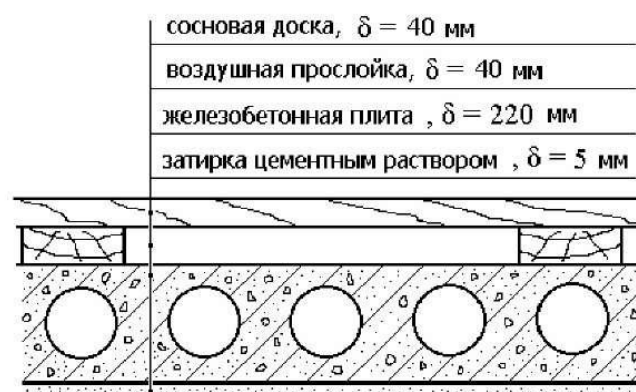 сосновая доска, δ = 40 мм
воздушная прослойка, δ = 40 мм
железобетонная плита , δ = 220 мм
затирка цементным раствором , δ = 5 мм